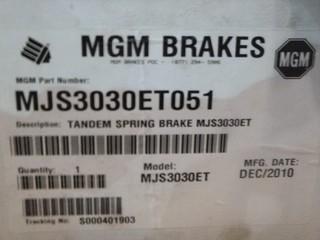 MGM BRAKES
MGM
MGM Part Number:
MJS3030ET051
Description: TANDEM SPRING BRAKE MJS3030ET
Quantity: 1
Model:
MJS3030ET
MFG. DATE:
DEC/2010
Tracking No: S000401903